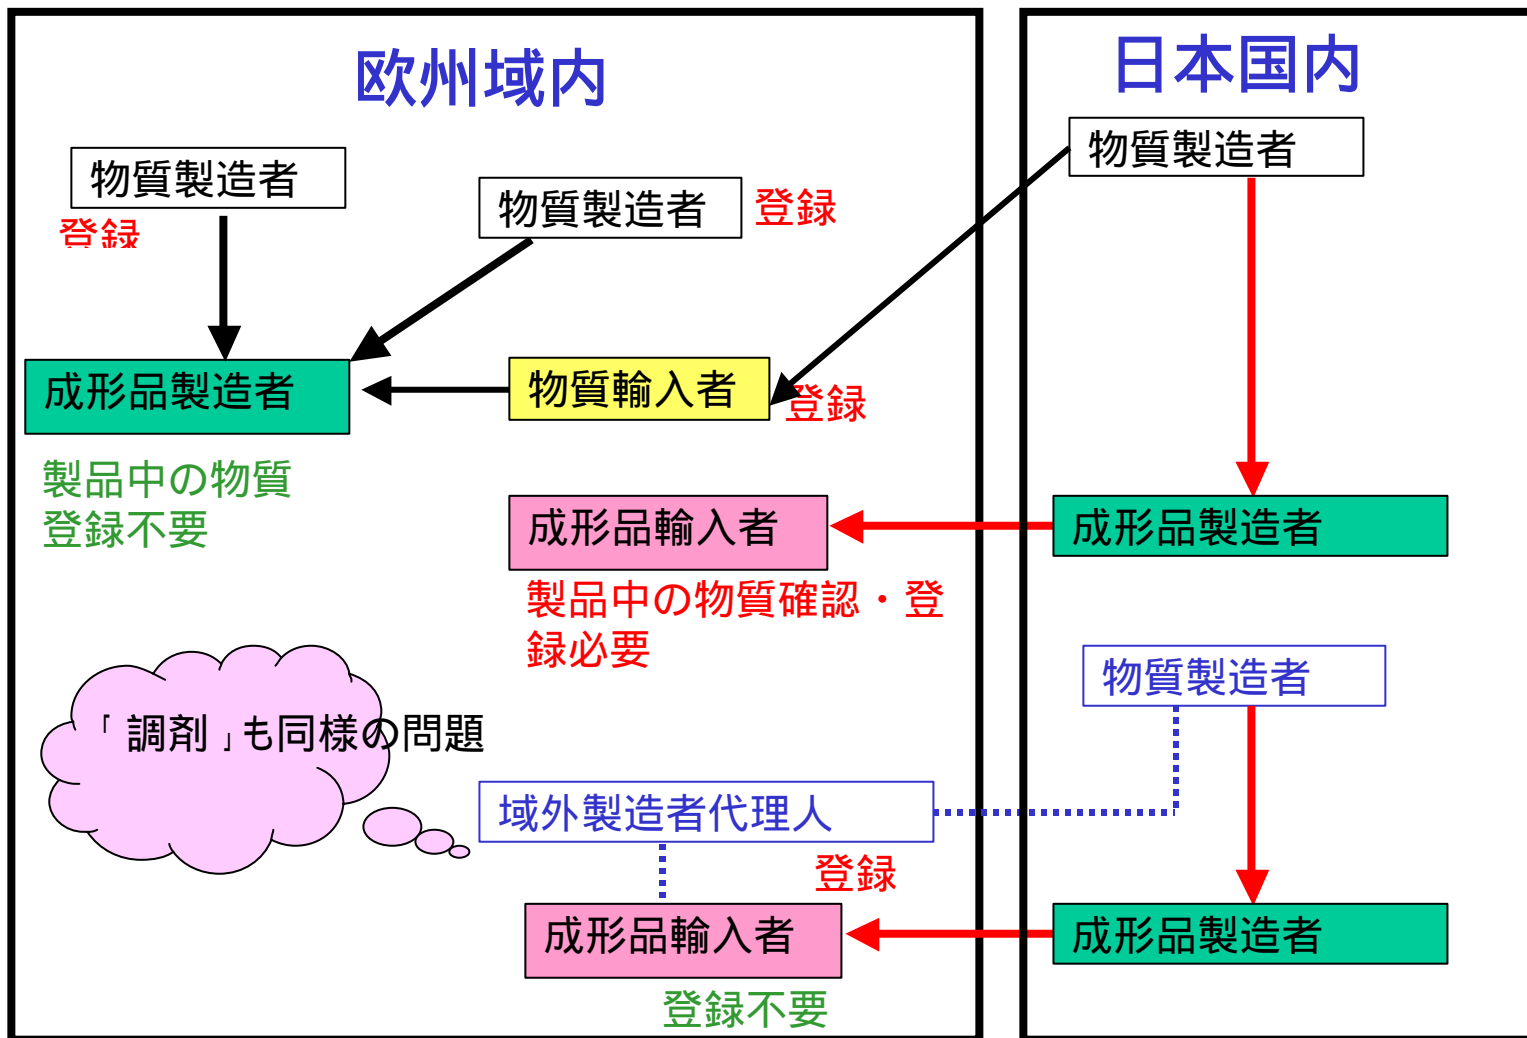 欧州域内
日本国内
物質製造者
登録
物質製造者
登録
物質製造者
成形品製造者
物質輸入者
登録
製品中の物質
登録不要
成形品輸入者
成形品製造者
製品中の物質確認・登
録必要
物質製造者
「調剤」も同様の問題
域外製造者代理人
登録
成形品輸入者
成形品製造者
登録不要